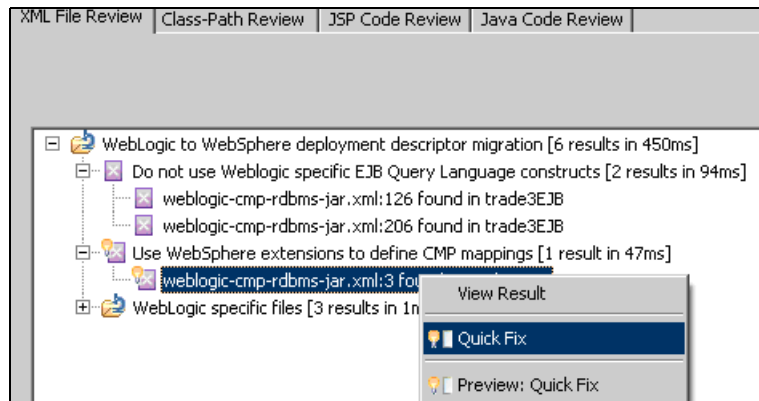 XML File Review Class-Path Review JSP Code Review Java Code Review
WebLogic to WebSphere deployment descriptor migration [6 results in 450ms]
Do not use Weblogic specific EJB Query Language constructs [2 results in 94ms]
weblogic-cmp-rdbms-jar.xml:126 found in trade3EJB
weblogic-cmp-rdbms-jar.xml:206 found in trade3EJB
Use WebSphere extensions to define CMP mappings [1 result in 47ms]
weblogic-cmp-rdbms-jar.xml:3
View Result
WebLogic specific files [3 results in
Quick Fix
Preview: Quick Fix